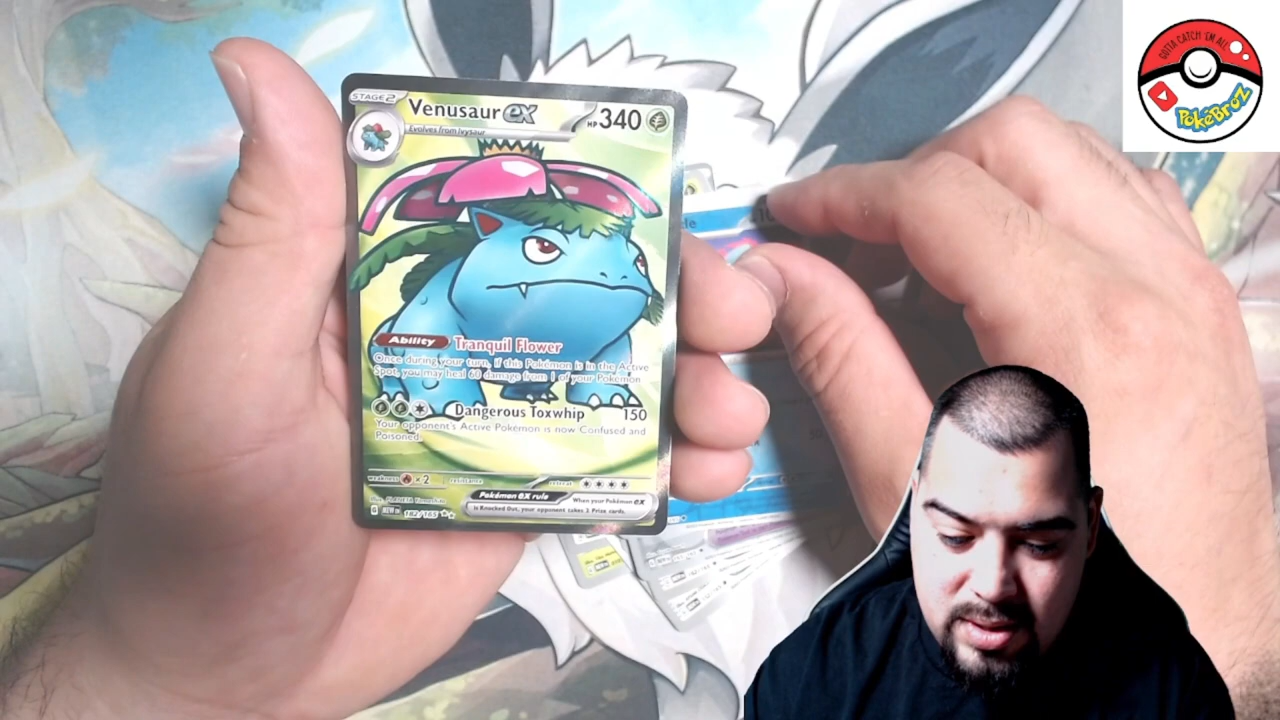 STAGE 2
Venusaur ex
HP 340
Evolves from Ivysaur
Ability Tranquil Flower
Once during your turn, if this Pokémon is in the Active
Spot, you may heal 60 damage from 1 of your Pokémon
Dangerous Toxwhip 150
Your opponent's Active Pokémon is now Confused and
Poisoned.
weakness ×2 resistance retreat
Pokémon ex rule
When your Pokémon ex
is Knocked Out, your opponent takes 2 Prize cards.
182/165
GOTTA CATCH 'EM ALL
PokéBroZ